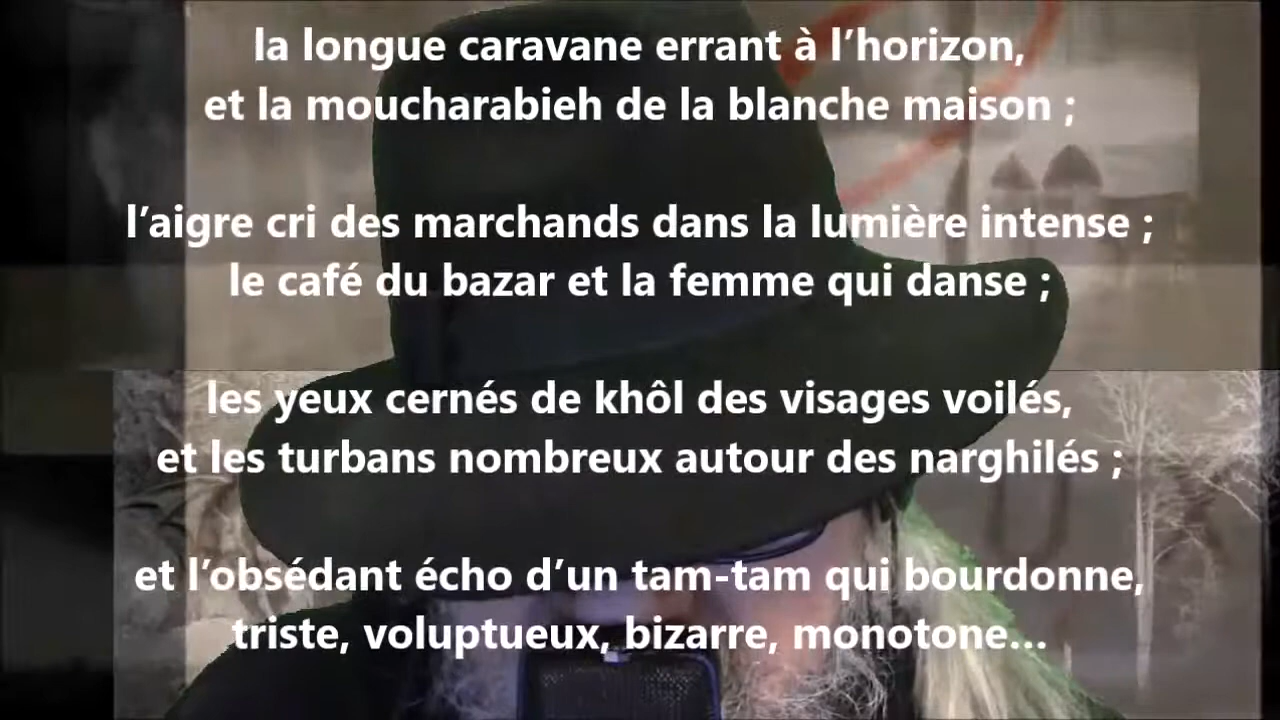 la longue caravane errant à l’horizon,
et la moucharabieh de la blanche maison ;
l’aigre cri des marchands dans la lumière intense ;
le café du bazar et la femme qui danse ;
les yeux cernés de khôl des visages voilés,
et les turbans nombreux autour des narghilés ;
et l’obsédant écho d’un tam-tam qui bourdonne,
triste, voluptueux, bizarre, monotone…